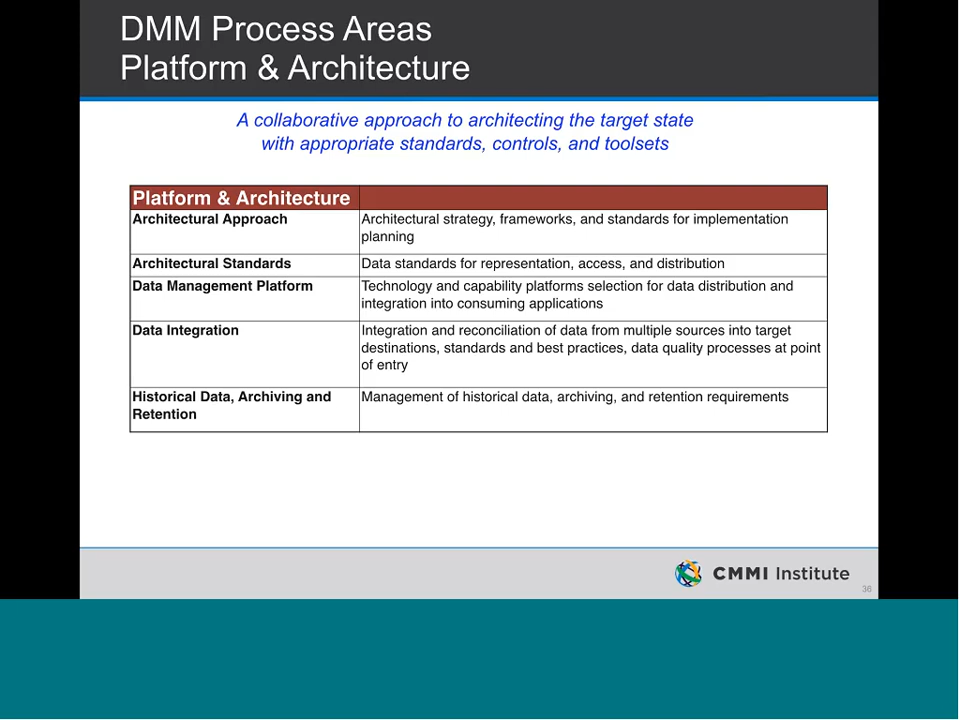 DMM Process Areas
Platform & Architecture
A collaborative approach to architecting the target state
with appropriate standards, controls, and toolsets
Platform & Architecture
Architectural Approach
Architectural strategy, frameworks, and standards for implementation
planning
Architectural Standards
Data standards for representation, access, and distribution
Data Management Platform
Technology and capability platforms selection for data distribution and
integration into consuming applications
Data Integration
Integration and reconciliation of data from multiple sources into target
destinations, standards and best practices, data quality processes at point
of entry
Historical Data, Archiving and
Retention
Management of historical data, archiving, and retention requirements
CMMI Institute
36